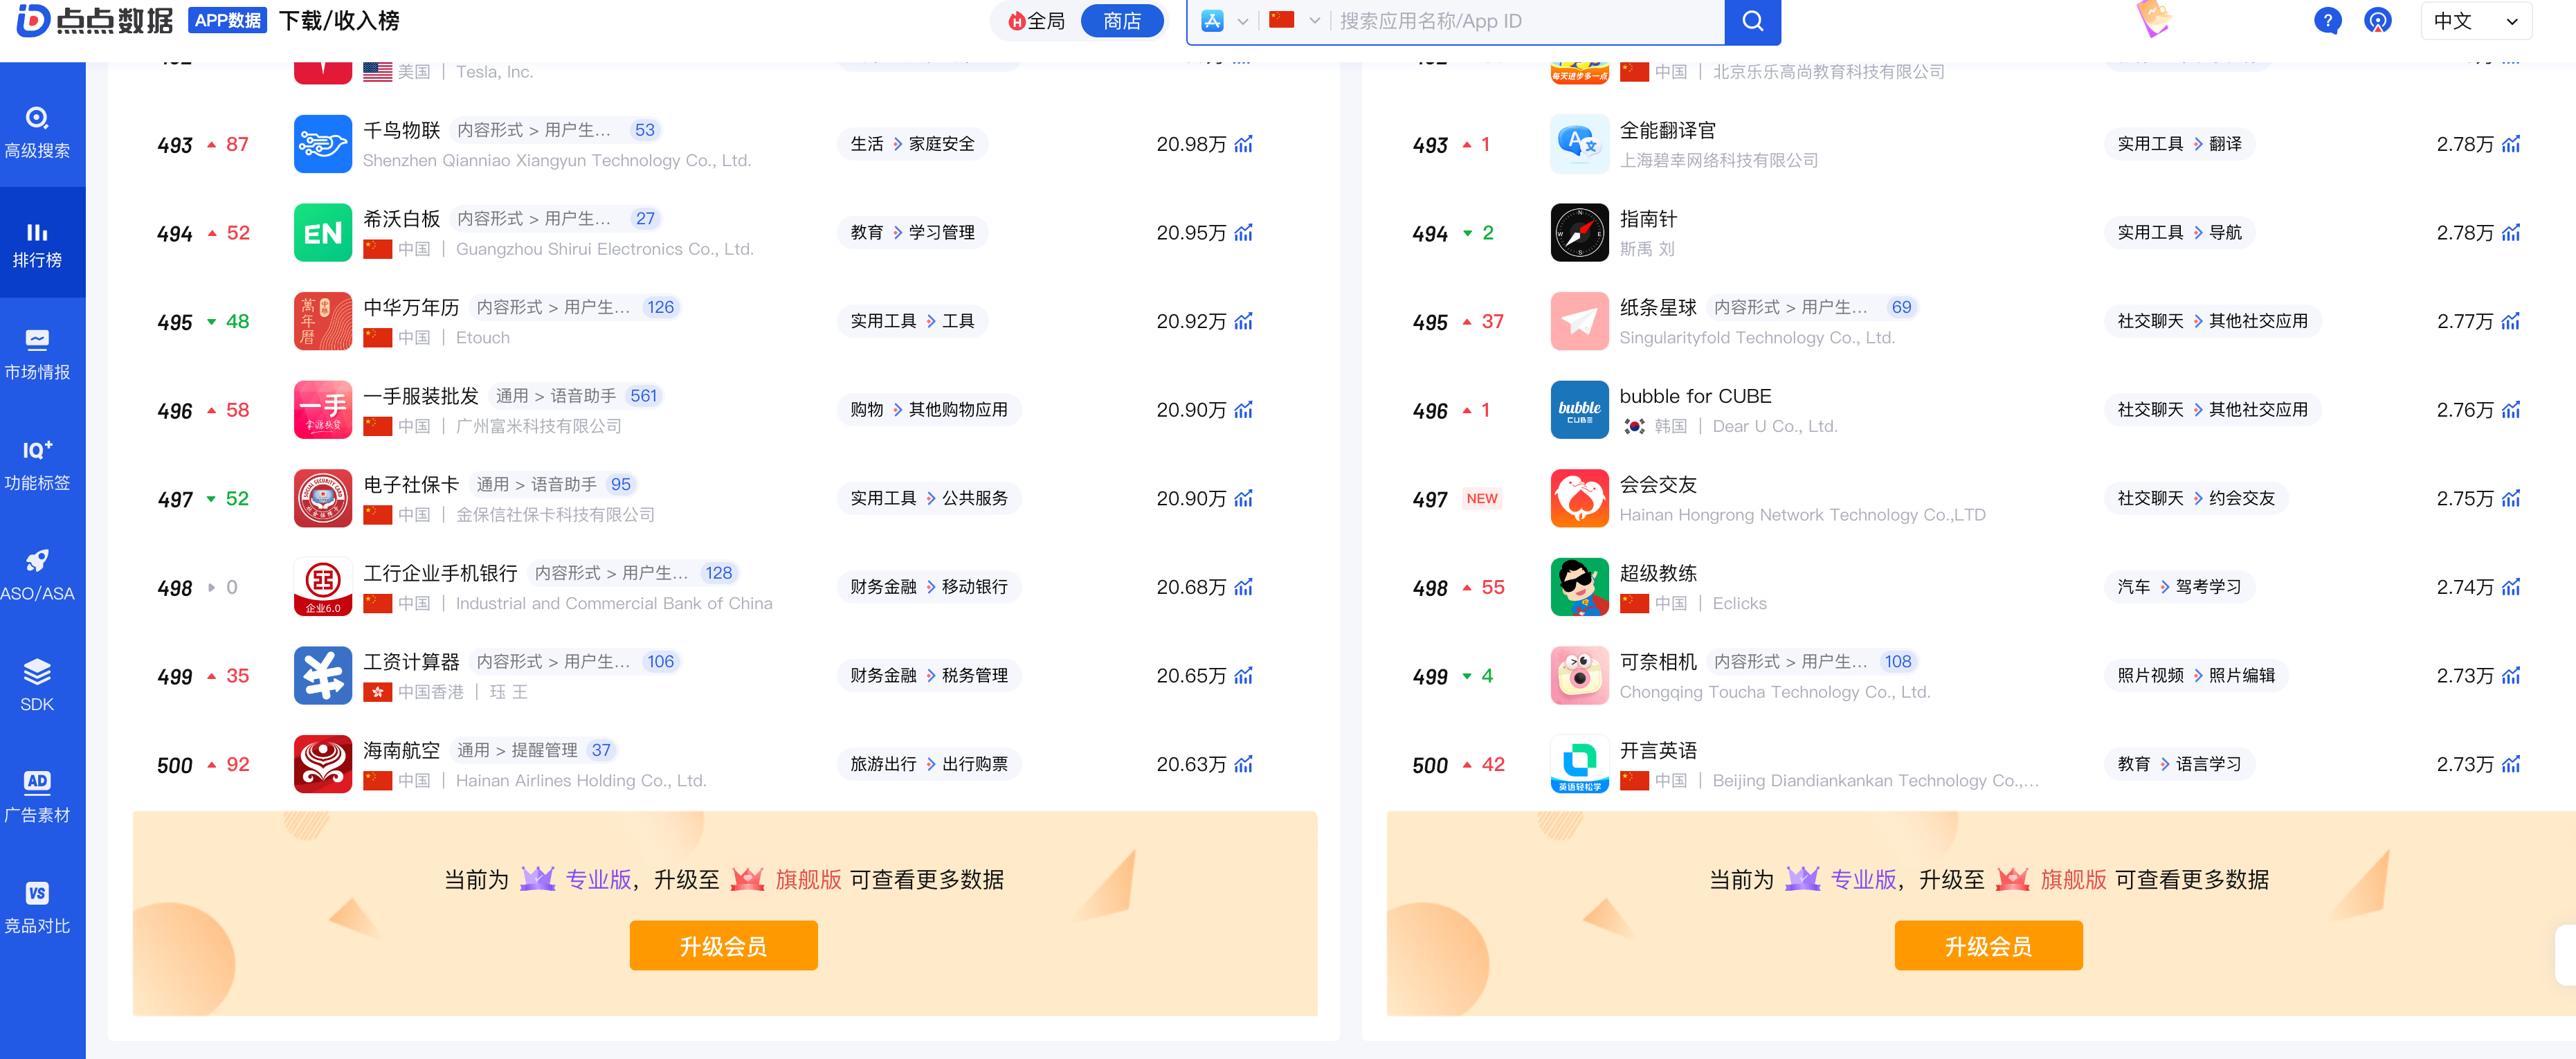 点点数据 APP数据 下载/收入榜 全局 商店 搜索应用名称/App ID 中文
高级搜索
排行榜
市场情报
IQ+
功能标签
ASO/ASA
SDK
AD
广告素材
VS
竞品对比
美国 | Tesla, Inc.
493 87 千鸟物联 内容形式 > 用户生... 53 生活 家庭安全 20.98万
Shenzhen Qianniao Xiangyun Technology Co., Ltd.
494 52 EN 希沃白板 内容形式 > 用户生... 27 教育 学习管理 20.95万
中国 | Guangzhou Shirui Electronics Co., Ltd.
495 48 萬年曆 中华万年历 内容形式 > 用户生... 126 实用工具 工具 20.92万
中国 | Etouch
496 58 一手 一手服装批发 通用 > 语音助手 561 购物 其他购物应用 20.90万
中国 | 广州富米科技有限公司
497 52 电子社保卡 通用 > 语音助手 95 实用工具 公共服务 20.90万
中国 | 金保信社保卡科技有限公司
498 0 企业6.0 工行企业手机银行 内容形式 > 用户生... 128 财务金融 移动银行 20.68万
中国 | Industrial and Commercial Bank of China
499 35 工资计算器 内容形式 > 用户生... 106 财务金融 税务管理 20.65万
中国香港 | 珏 王
500 92 海南航空 通用 > 提醒管理 37 旅游出行 出行购票 20.63万
中国 | Hainan Airlines Holding Co., Ltd.
当前为 专业版，升级至 旗舰版 可查看更多数据
升级会员
每天进步多一点 中国 | 北京乐乐高尚教育科技有限公司
493 1 全能翻译官 实用工具 翻译 2.78万
上海碧幸网络科技有限公司
494 2 指南针 实用工具 导航 2.78万
斯禹 刘
495 37 纸条星球 内容形式 > 用户生... 69 社交聊天 其他社交应用 2.77万
Singularityfold Technology Co., Ltd.
496 1 bubble CUBE bubble for CUBE 社交聊天 其他社交应用 2.76万
韩国 | Dear U Co., Ltd.
497 NEW 会会交友 社交聊天 约会交友 2.75万
Hainan Hongrong Network Technology Co.,LTD
498 55 超级教练 汽车 驾考学习 2.74万
中国 | Eclicks
499 4 可奈相机 内容形式 > 用户生... 108 照片视频 照片编辑 2.73万
Chongqing Toucha Technology Co., Ltd.
500 42 英语轻松学 开言英语 教育 语言学习 2.73万
中国 | Beijing Diandiankankan Technology Co.,...
当前为 专业版，升级至 旗舰版 可查看更多数据
升级会员